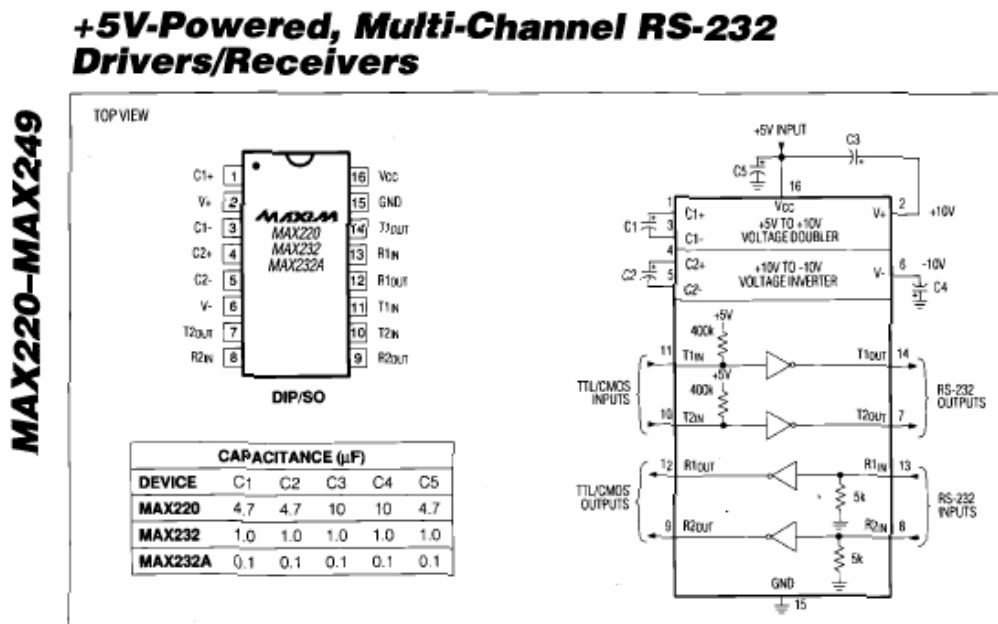 +5V-Powered, Multi-Channel RS-232
Drivers/Receivers
MAX220–MAX249
TOP VIEW
C1+ 1
V+ 2
C1- 3
C2+ 4
C2- 5
V- 6
T2OUT 7
R2IN 8
MAXIM
MAX220
MAX232
MAX232A
16 VCC
15 GND
14 T1OUT
13 R1IN
12 R1OUT
11 T1IN
10 T2IN
9 R2OUT
DIP/SO
CAPACITANCE (µF)
DEVICE C1 C2 C3 C4 C5
MAX220 4.7 4.7 10 10 4.7
MAX232 1.0 1.0 1.0 1.0 1.0
MAX232A 0.1 0.1 0.1 0.1 0.1
+5V INPUT
C3
C5
16
VCC
1
C1+
+5V TO +10V
VOLTAGE DOUBLER
V+
2
+10V
C1
3
C1-
4
C2+
+10V TO -10V
VOLTAGE INVERTER
V-
6
-10V
C2
5
C2-
C4
+5V
400k
11
T1IN
T1OUT
14
+5V
400k
TTL/CMOS
INPUTS
RS-232
OUTPUTS
10
T2IN
T2OUT
7
12
R1OUT
R1IN
13
5k
TTL/CMOS
OUTPUTS
RS-232
INPUTS
9
R2OUT
R2IN
8
5k
GND
15